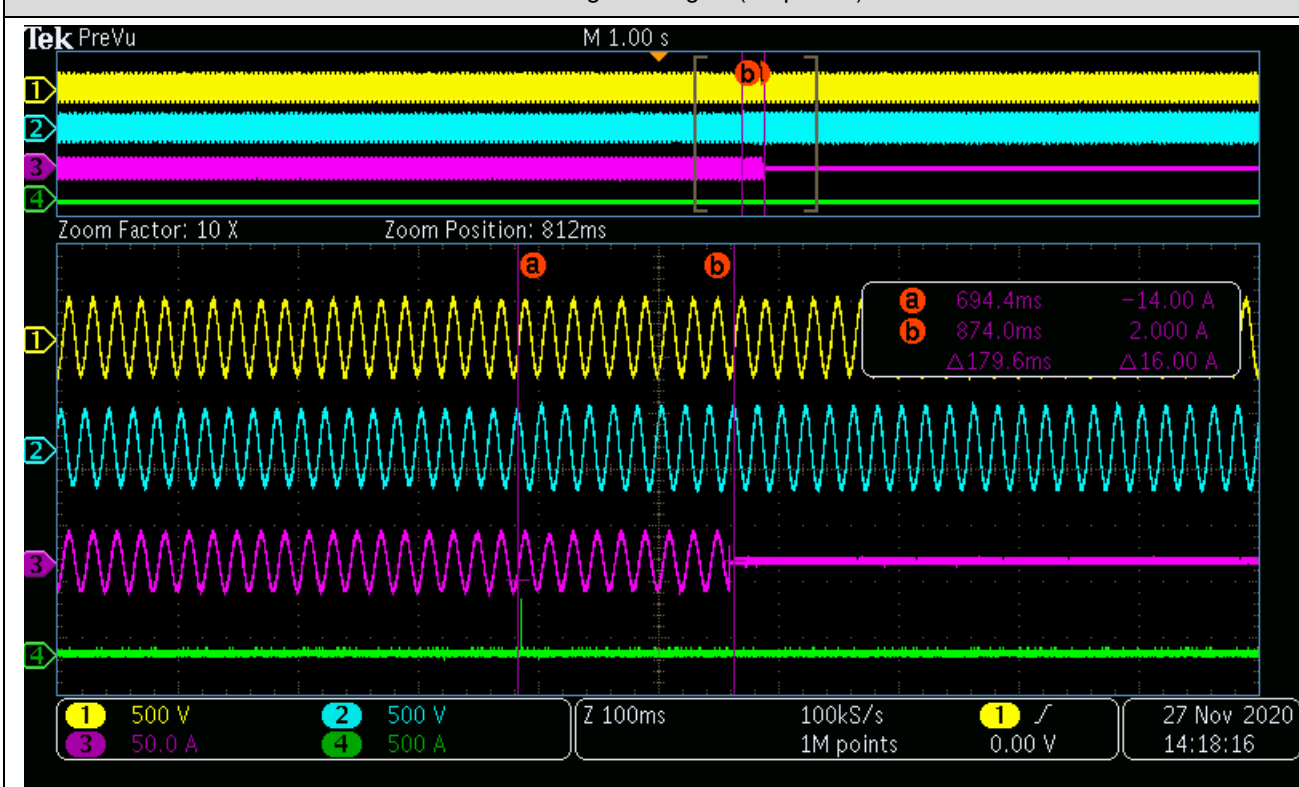 Tek PreVu M 1.00 s
b
1
2
3
4
Zoom Factor: 10 X Zoom Position: 812ms
a b
a 694.4ms -14.00 A
b 874.0ms 2.000 A
△179.6ms △16.00 A
1
2
3
4
1 500 V 2 500 V Z 100ms 100kS/s 1 0.00 V 27 Nov 2020
3 50.0 A 4 500 A 1M points 14:18:16